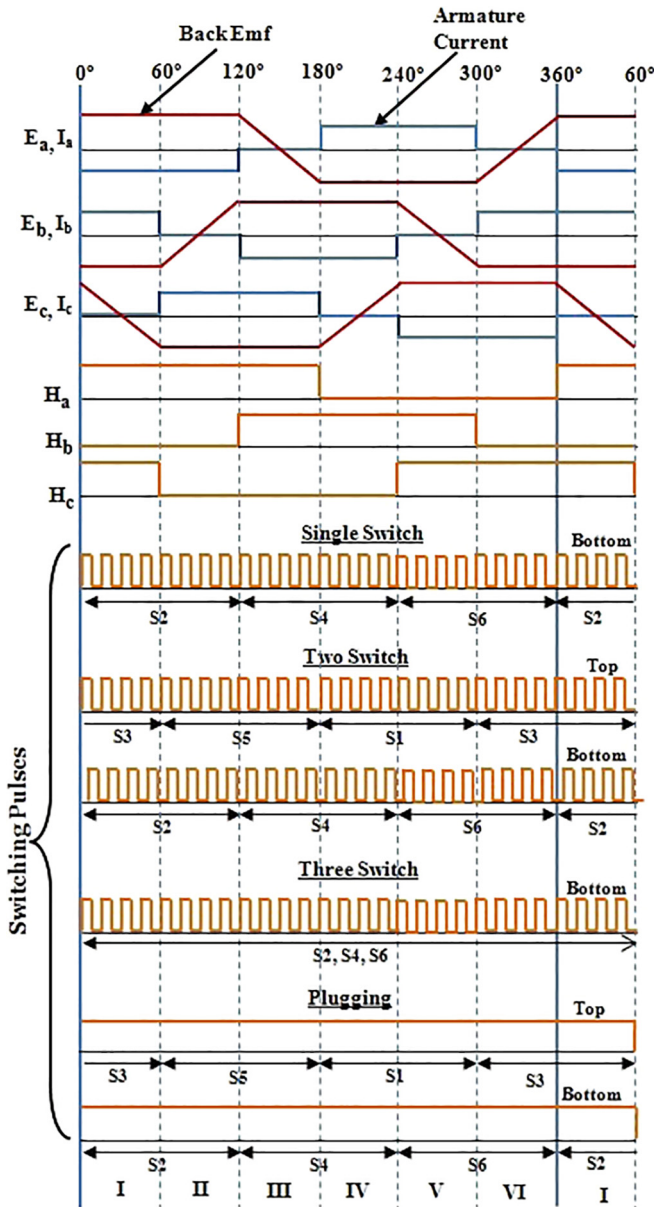 Back Emf
Armature
Current
0° 60° 120° 180° 240° 300° 360° 60°
Ea, Ia
Eb, Ib
Ec, Ic
Ha
Hb
Hc
Switching Pulses
Single Switch
Bottom
S2 S4 S6 S2
Two Switch
Top
S3 S5 S1 S3
Bottom
S2 S4 S6 S2
Three Switch
Bottom
S2, S4, S6
Plugging
Top
S3 S5 S1 S3
Bottom
S2 S4 S6 S2
I II III IV V VI I